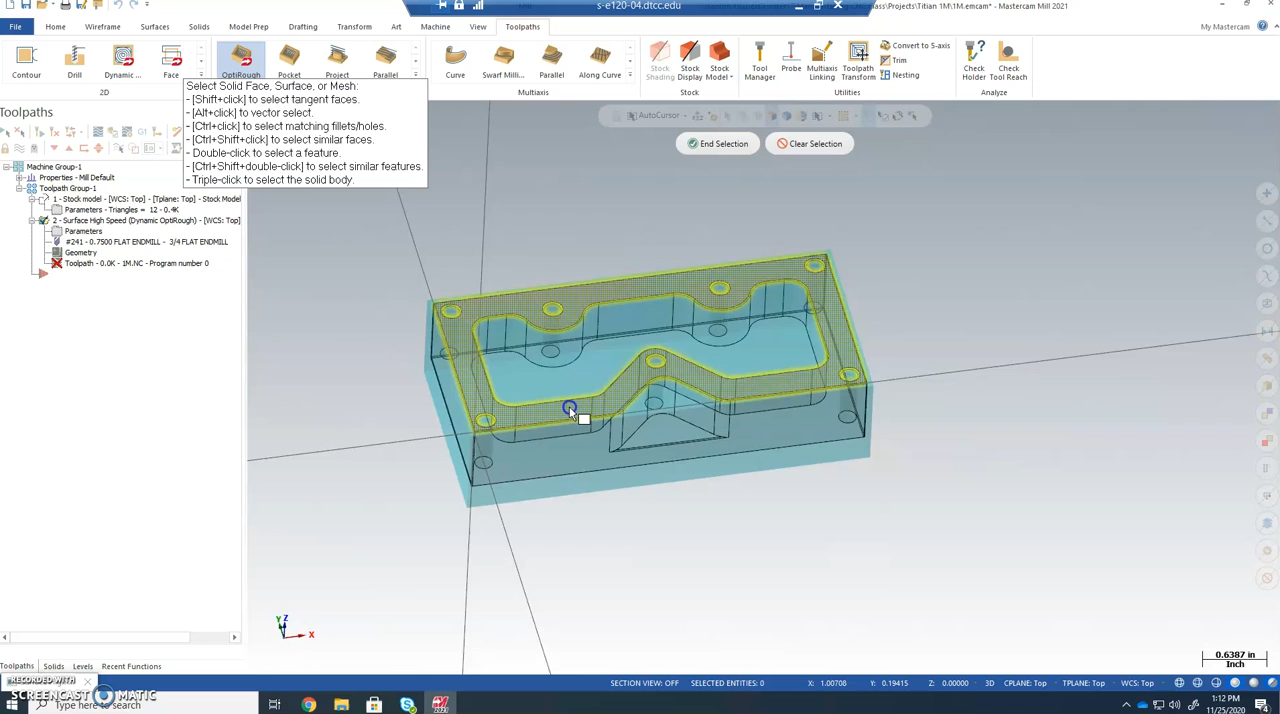 s-e120-04.dtcc.edu
ass\Projects\Titian 1M\1M.emcam* - Mastercam Mill 2021
File
Home
Wireframe
Surfaces
Solids
Model Prep
Drafting
Transform
Art
Machine
View
Toolpaths
My Mastercam
Contour
Drill
Dynamic ...
Face
OptiRough
Pocket
Project
Parallel
Curve
Swarf Milli...
Parallel
Along Curve
Stock Shading
Stock Display
Stock Model
Tool Manager
Probe
Multiaxis Linking
Toolpath Transform
Convert to 5-axis
Trim
Nesting
Check Holder
Check Tool Reach
2D
Multiaxis
Stock
Utilities
Analyze
Select Solid Face, Surface, or Mesh:
- [Shift+click] to select tangent faces.
- [Alt+click] to vector select.
- [Ctrl+click] to select matching fillets/holes.
- [Ctrl+Shift+click] to select similar faces.
- Double-click to select a feature.
- [Ctrl+Shift+double-click] to select similar features.
- Triple-click to select the solid body.
Toolpaths
AutoCursor
End Selection
Clear Selection
G1
Machine Group-1
Properties - Mill Default
Toolpath Group-1
1 - Stock model - [WCS: Top] - [Tplane: Top] - Stock Model
Parameters - Triangles = 12 - 0.4K
2 - Surface High Speed (Dynamic OptiRough) - [WCS: Top]
Parameters
#241 - 0.7500 FLAT ENDMILL - 3/4 FLAT ENDMILL
Geometry
Toolpath - 0.0K - 1M.NC - Program number 0
Y
Z
X
0.6387 in
Inch
Toolpaths
Solids
Levels
Recent Functions
SECTION VIEW: OFF
SELECTED ENTITIES: 0
X: 1.00708
Y: 0.19415
Z: 0.00000
3D
CPLANE: Top
TPLANE: Top
WCS: Top
RECORDED WITH
SCREENCAST MATIC
Type here to search
1:12 PM
11/25/2020